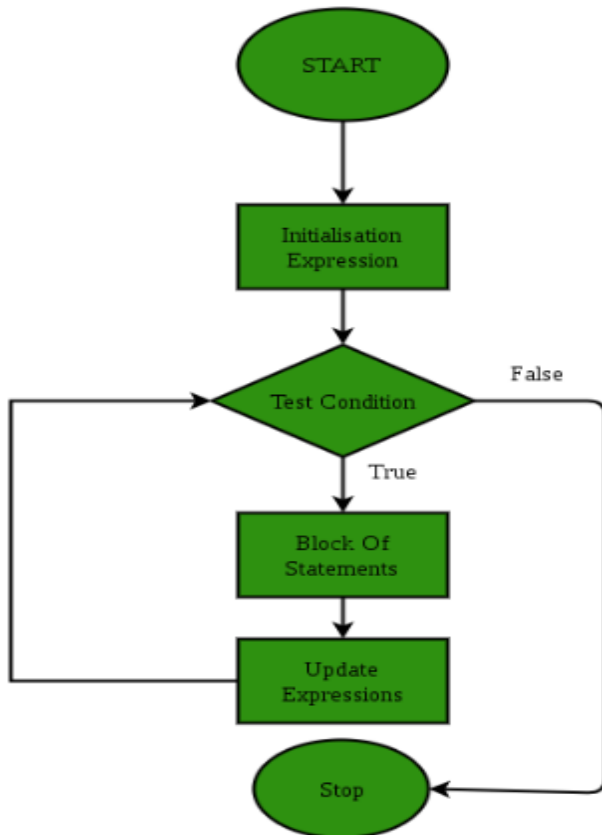 START
Initialisation
Expression
False
Test Condition
True
Block Of
Statements
Update
Expressions
Stop